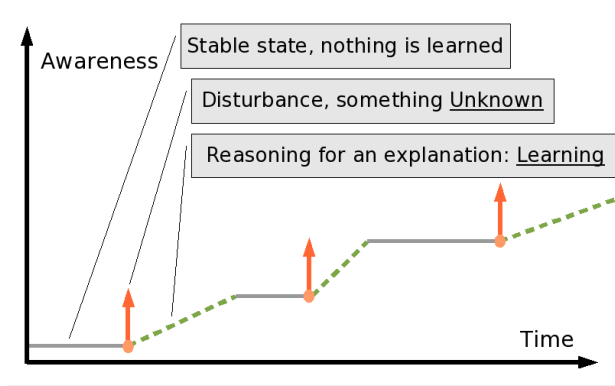 Awareness
Stable state, nothing is learned
Disturbance, something Unknown
Reasoning for an explanation: Learning
Time